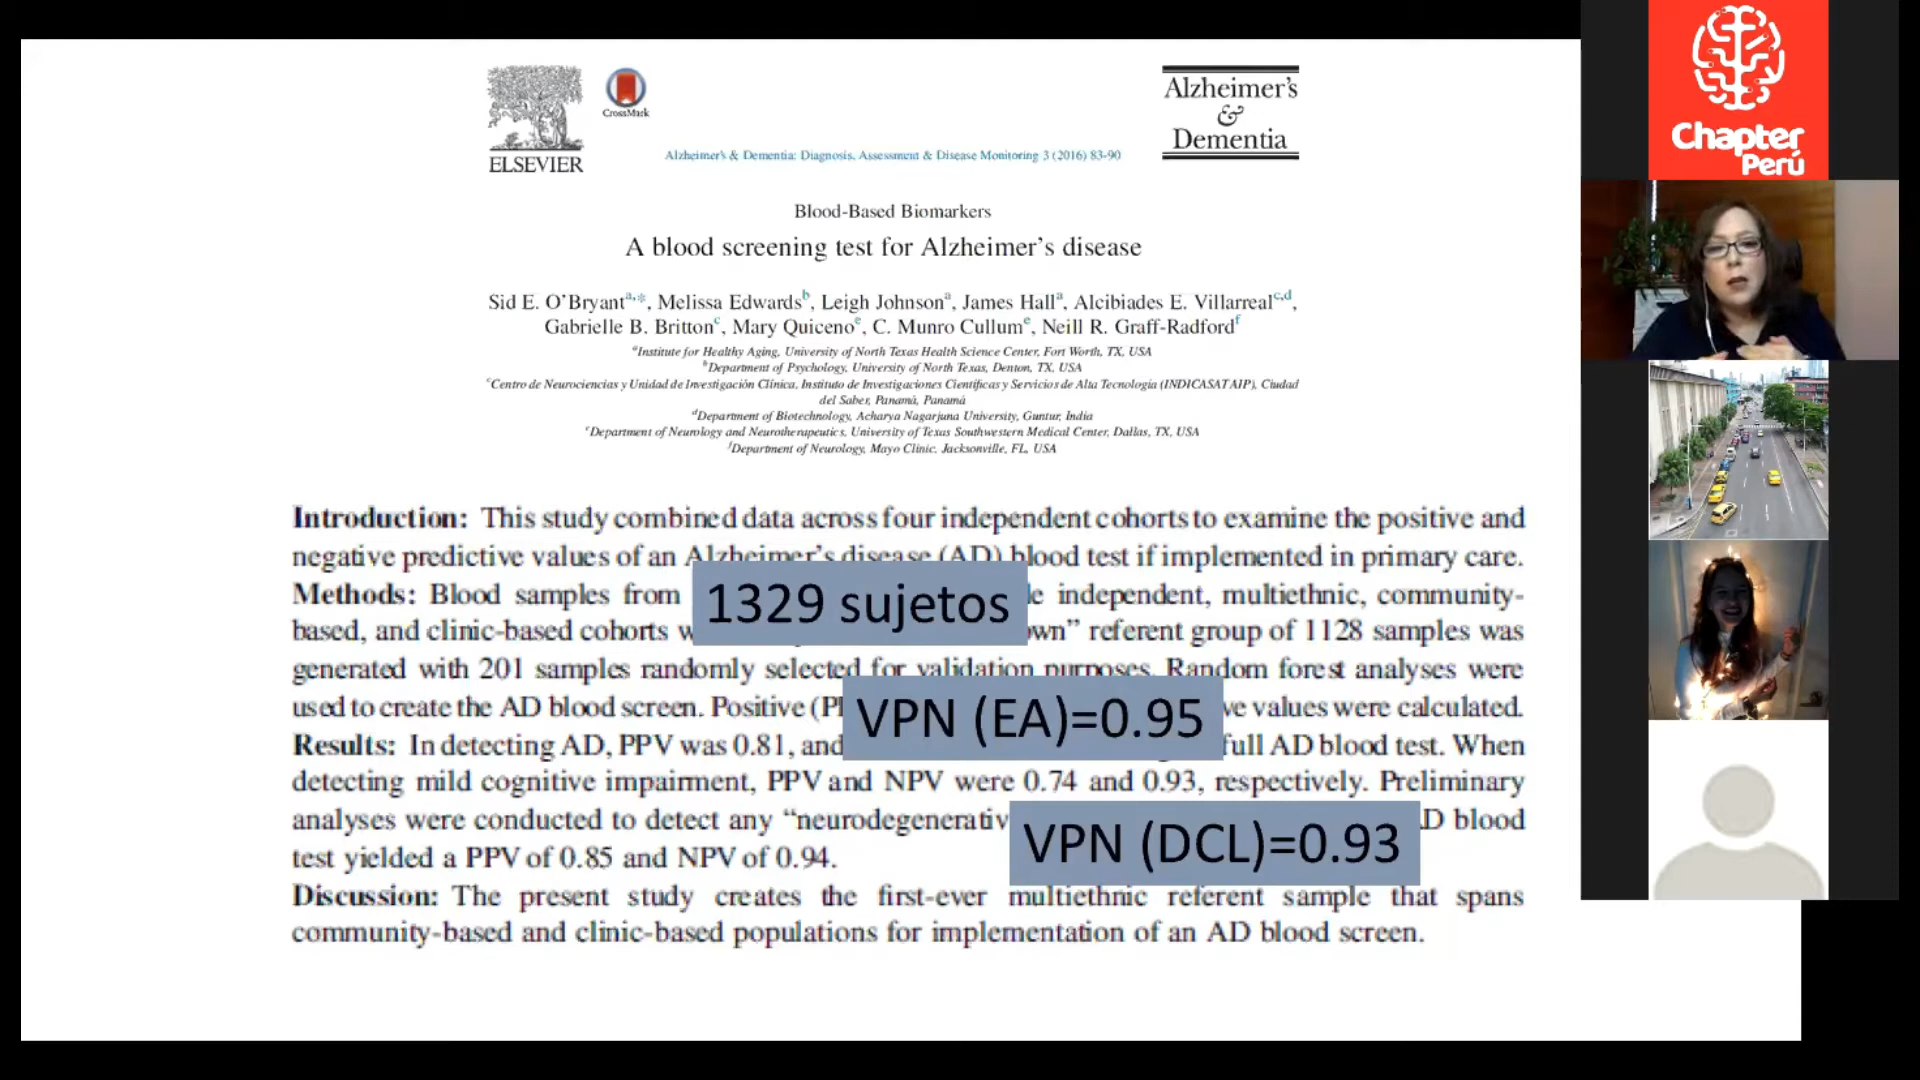 Chapter
Perú
ELSEVIER
CrossMark
Alzheimer's
&
Dementia
Alzheimer's & Dementia: Diagnosis, Assessment & Disease Monitoring 3 (2016) 83-90
Blood-Based Biomarkers
A blood screening test for Alzheimer's disease
Sid E. O'Bryant a,*, Melissa Edwards b, Leigh Johnson a, James Hall a, Alcibiades E. Villarreal c,d,
Gabrielle B. Britton c, Mary Quiceno e, C. Munro Cullum e, Neill R. Graff-Radford f
a Institute for Healthy Aging, University of North Texas Health Science Center, Fort Worth, TX, USA
b Department of Psychology, University of North Texas, Denton, TX, USA
c Centro de Neurociencias y Unidad de Investigación Clínica, Instituto de Investigaciones Científicas y Servicios de Alta Tecnología (INDICASAT AIP), Ciudad
del Saber, Panamá, Panamá
d Department of Biotechnology, Acharya Nagarjuna University, Guntur, India
e Department of Neurology and Neurotherapeutics, University of Texas Southwestern Medical Center, Dallas, TX, USA
f Department of Neurology, Mayo Clinic, Jacksonville, FL, USA
Introduction: This study combined data across four independent cohorts to examine the positive and
negative predictive values of an Alzheimer's disease (AD) blood test if implemented in primary care.
Methods: Blood samples from 1329 sujetos independent, multiethnic, community-
based, and clinic-based cohorts own" referent group of 1128 samples was
generated with 201 samples randomly selected for validation purposes. Random forest analyses were
used to create the AD blood screen. Positive VPN (EA)=0.95 values were calculated.
Results: In detecting AD, PPV was 0.81, and full AD blood test. When
detecting mild cognitive impairment, PPV and NPV were 0.74 and 0.93, respectively. Preliminary
analyses were conducted to detect any "neurodegenerativ VPN (DCL)=0.93 D blood
test yielded a PPV of 0.85 and NPV of 0.94.
Discussion: The present study creates the first-ever multiethnic referent sample that spans
community-based and clinic-based populations for implementation of an AD blood screen.